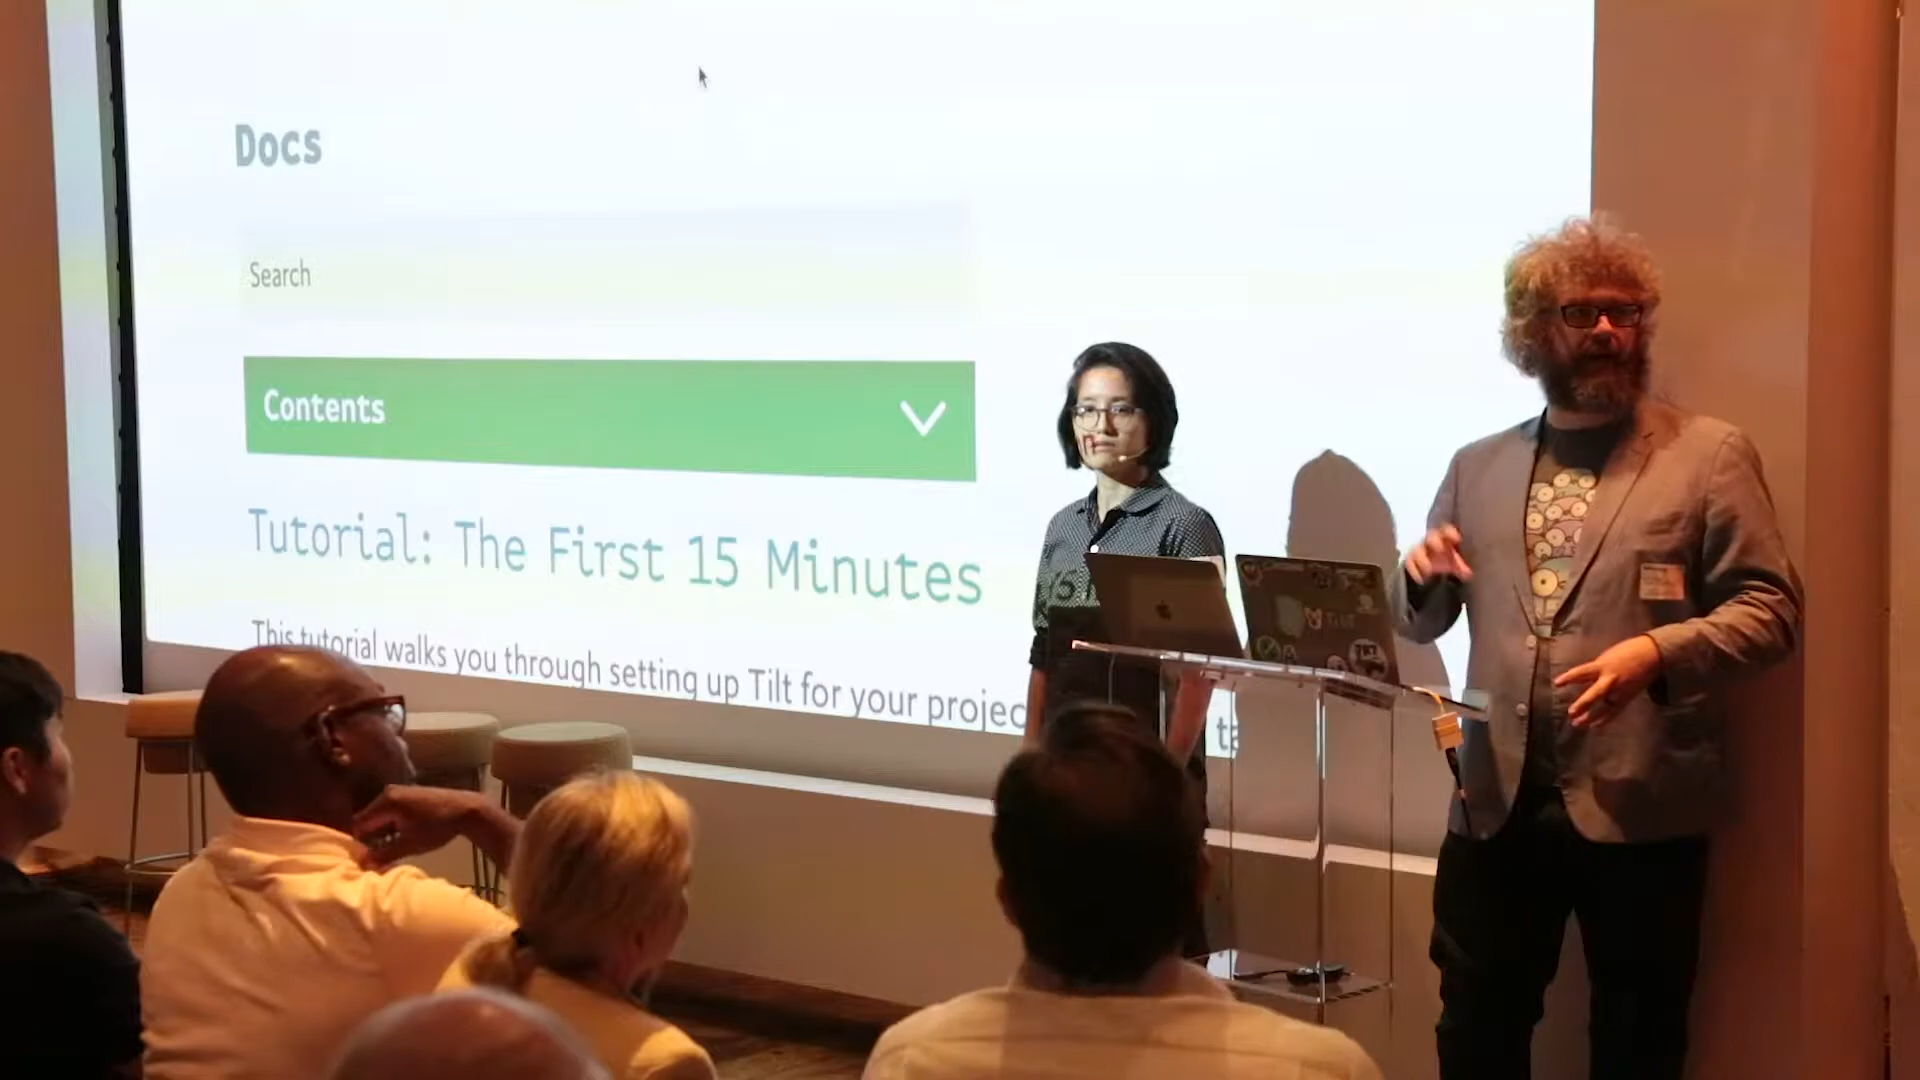 Docs
Search
Contents
Tutorial: The First 15 Minutes
This tutorial walks you through setting up Tilt for your projec